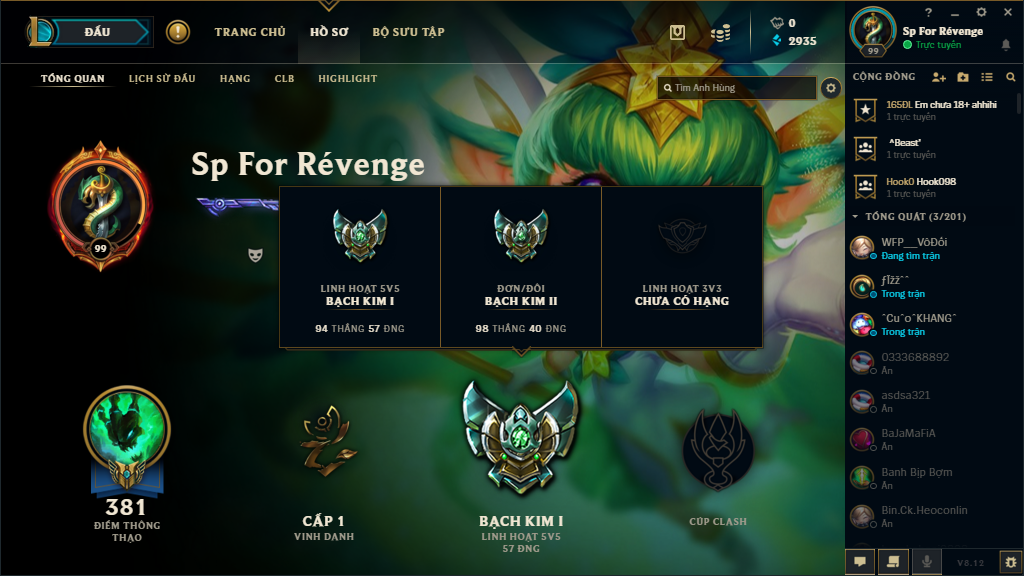 ĐẤU
TRANG CHỦ
HỒ SƠ
BỘ SƯU TẬP
0
2935
TỔNG QUAN
LỊCH SỬ ĐẤU
HẠNG
CLB
HIGHLIGHT
Tìm Anh Hùng
99
Sp For Révenge
LINH HOẠT 5V5
BẠCH KIM I
94 THẮNG 57 ĐNG
ĐƠN/ĐÔI
BẠCH KIM II
98 THẮNG 40 ĐNG
LINH HOẠT 3V3
CHƯA CÓ HẠNG
381
ĐIỂM THÔNG
THẠO
CẤP 1
VINH DANH
BẠCH KIM I
LINH HOẠT 5V5
57 ĐNG
CÚP CLASH
99
Sp For Révenge
Trực tuyến
CỘNG ĐỒNG
165ĐL Em chưa 18+ ahhihi
1 trực tuyến
^Beast'
1 trực tuyến
Hook0 Hook098
1 trực tuyến
TỔNG QUÁT (3/201)
WFP__VôĐối
Đang tìm trận
ƒÏžžˆˆ
Trong trận
ˆCuˆoˆKHANGˆ
Trong trận
0333688892
Ẩn
asdsa321
Ẩn
BaJaMaFiA
Ẩn
Banh Bịp Bợm
Ẩn
Bin.Ck.Heoconlin
Ẩn
V8.12